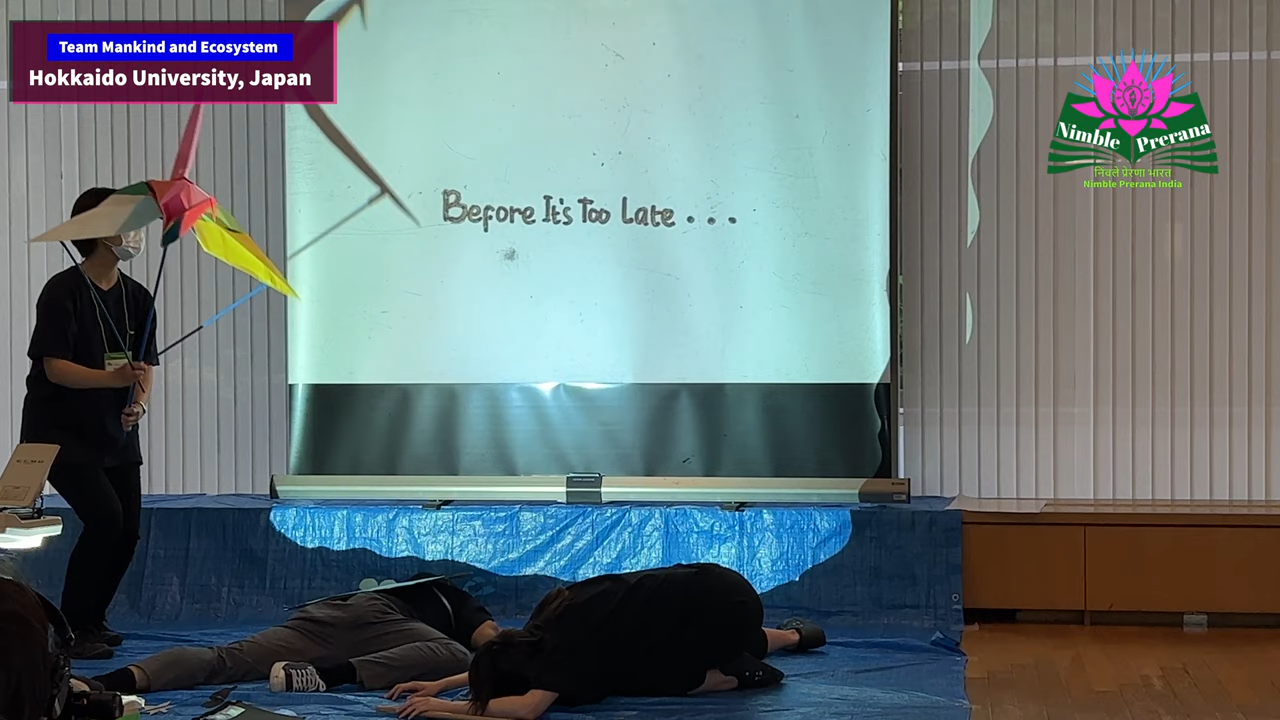 Team Mankind and Ecosystem
Hokkaido University, Japan
Before It's Too Late...
Nimble Prerana
निंबले प्रेरणा भारत
Nimble Prerana India